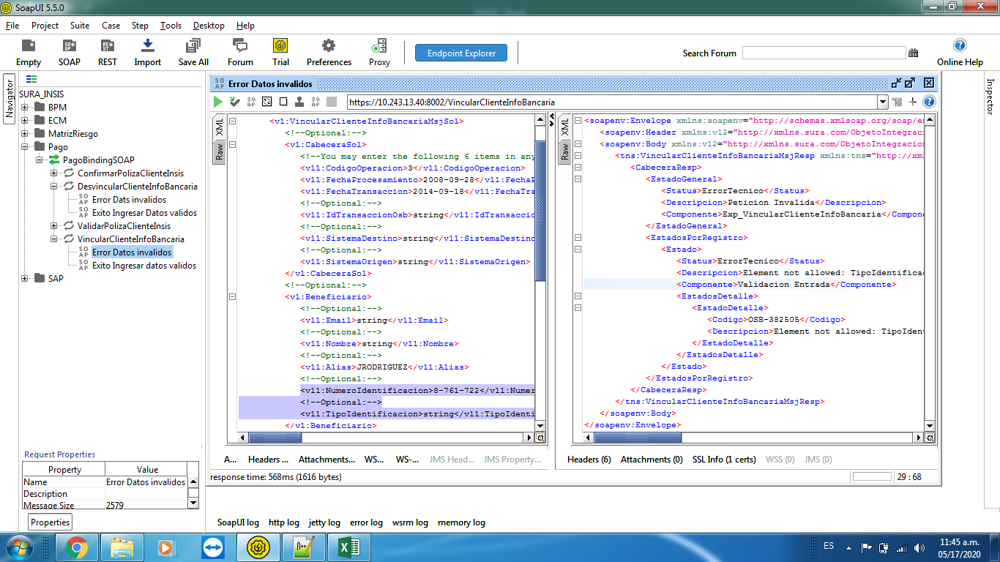 SoapUI 5.5.0
File Project Suite Case Step Tools Desktop Help
Empty SOAP REST Import Save All Forum Trial Preferences Proxy
Endpoint Explorer
Search Forum
Online Help
Navigator
SURA_INSIS
BPM
ECM
MatrizRiesgo
Pago
PagoBindingSOAP
ConfirmarPolizaClienteInsis
DesvincularClienteInfoBancaria
Error Dats invalidos
Exito Ingresar Datos validos
ValidarPolizaClienteInsis
VincularClienteInfoBancaria
Error Datos invalidos
Exito Ingresar datos validos
SAP
Request Properties
Property Value
Name Error Datos invalidos
Description
Message Size 2579
Properties
Error Datos invalidos
https://10.243.13.40:8002/VincularClienteInfoBancaria
XML
Raw
<v1:VincularClienteInfoBancariaMsjSol>
<!--Optional:-->
<v1:CabeceraSol>
<!--You may enter the following 6 items in any
<v11:CodigoOperacion>3</v11:CodigoOperacion>
<v11:FechaProcesamiento>2008-09-28</v11:FechaP
<v11:FechaTransaccion>2014-09-18</v11:FechaTra
<!--Optional:-->
<v11:IdTransaccionOsb>string</v11:IdTransaccio
<!--Optional:-->
<v11:SistemaDestino>string</v11:SistemaDestino
<!--Optional:-->
<v11:SistemaOrigen>string</v11:SistemaOrigen>
</v1:CabeceraSol>
<!--Optional:-->
<v1:Beneficiario>
<!--Optional:-->
<v11:Email>string</v11:Email>
<!--Optional:-->
<v11:Nombre>string</v11:Nombre>
<!--Optional:-->
<v11:Alias>JRODRIGUEZ</v11:Alias>
<!--Optional:-->
<v11:NumeroIdentificacion>8-761-722</v11:Numer
<!--Optional:-->
<v11:TipoIdentificacion>string</v11:TipoIdenti
</v1:Beneficiario>
A... Headers ... Attachments... WS... WS-... JMS Head... JMS Property...
response time: 568ms (1616 bytes)
XML
Raw
<soapenv:Envelope xmlns:soapenv="http://schemas.xmlsoap.org/soap/e
<soapenv:Header xmlns:v12="http://xmlns.sura.com/ObjetoIntegracio
<soapenv:Body xmlns:v12="http://xmlns.sura.com/ObjetoIntegracion
<tns:VincularClienteInfoBancariaMsjResp xmlns:tns="http://xml
<CabeceraResp>
<EstadoGeneral>
<Status>ErrorTecnico</Status>
<Descripcion>Peticion Invalida</Descripcion>
<Componente>Exp_VincularClienteInfoBancaria</Compone
</EstadoGeneral>
<EstadosPorRegistro>
<Estado>
<Status>ErrorTecnico</Status>
<Descripcion>Element not allowed: TipoIdentificac
<Componente>Validacion Entrada</Componente>
<EstadosDetalle>
<EstadoDetalle>
<Codigo>OSB-382505</Codigo>
<Descripcion>Element not allowed: TipoIdent
</EstadoDetalle>
</EstadosDetalle>
</Estado>
</EstadosPorRegistro>
</CabeceraResp>
</tns:VincularClienteInfoBancariaMsjResp>
</soapenv:Body>
</soapenv:Envelope>
Headers (6) Attachments (0) SSL Info (1 certs) WSS (0) JMS (0)
29 : 68
Inspector
SoapUI log http log jetty log error log wsrm log memory log
ES
11:45 a.m.
05/17/2020